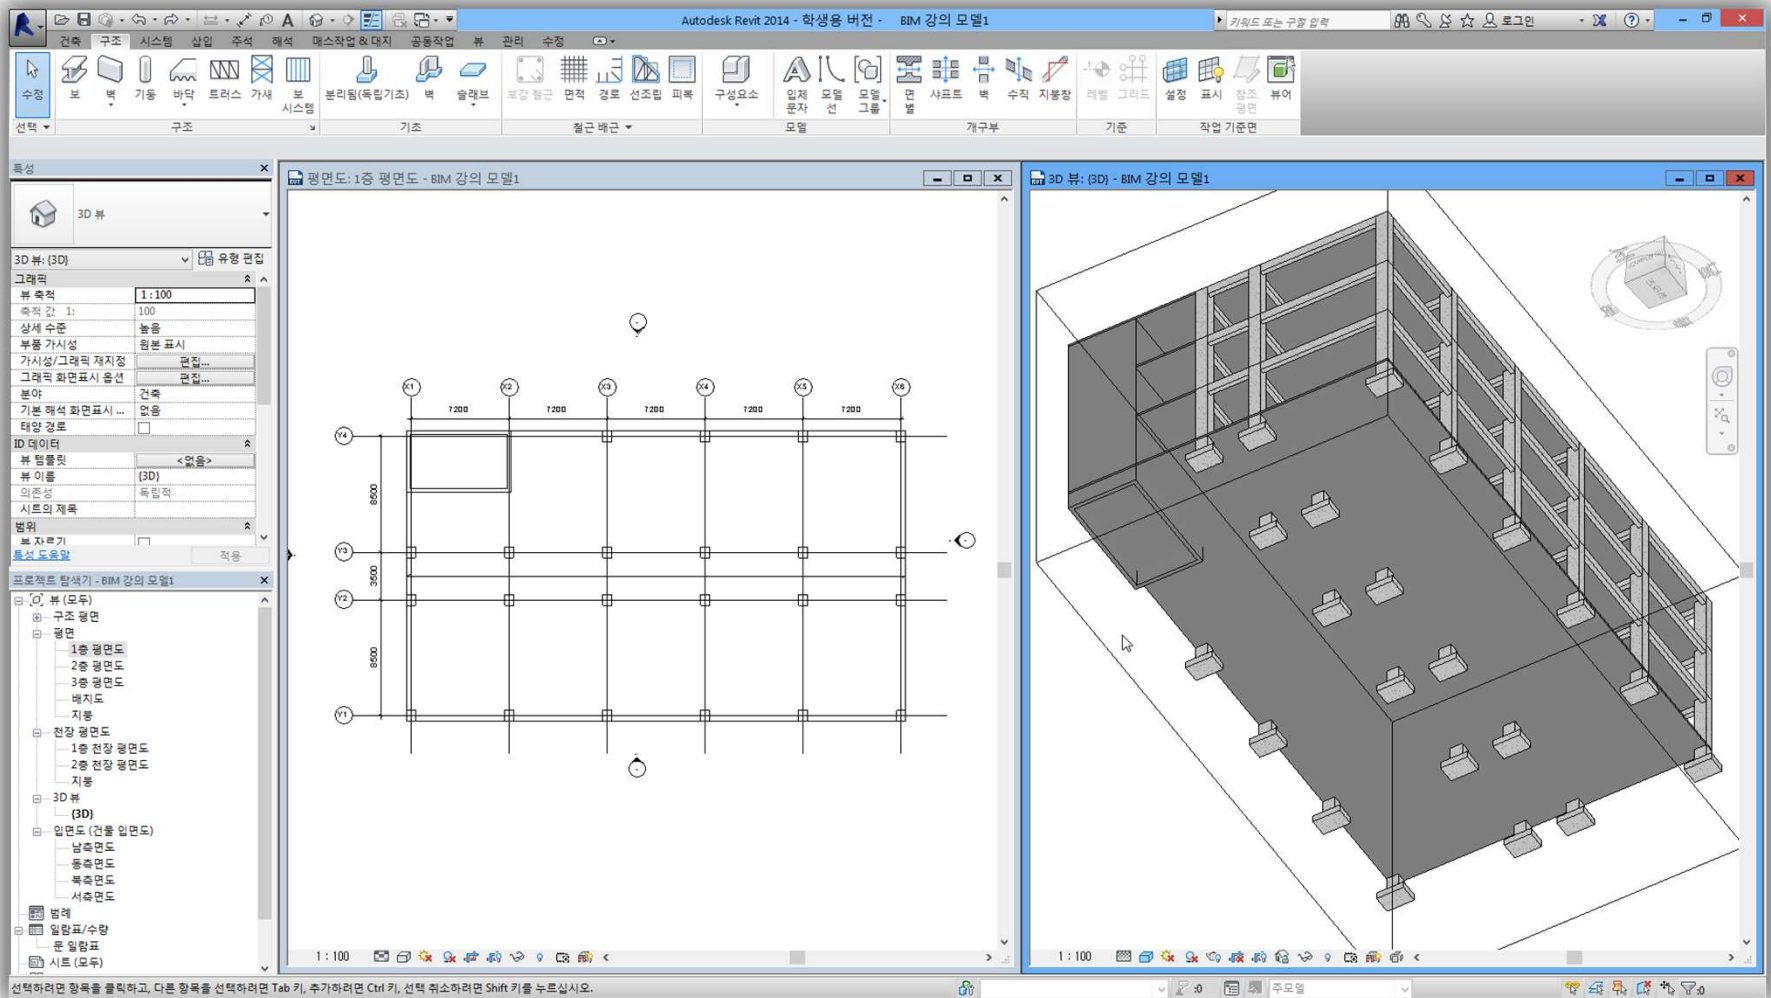 Autodesk Revit 2014 - 학생용 버전 - BIM 강의 모델1
키워드 또는 구절 입력
로그인
건축 구조 시스템 삽입 주석 해석 매스작업 & 대지 공동작업 뷰 관리 수정
수정
보
벽
기둥
바닥
트러스
가새
보 시스템
분리됨(독립기초)
벽
슬래브
보강 철근
면적
경로
선조립
피복
구성요소
입체 문자
모델 선
모델 그룹
면 별
샤프트
벽
수직
지붕창
레벨
그리드
설정
표시
참조 평면
뷰어
선택
구조
기초
철근 배근
모델
개구부
기준
작업 기준면
특성
3D 뷰
3D 뷰: {3D}
유형 편집
그래픽
뷰 축척 1 : 100
축척 값 1: 100
상세 수준 높음
부품 가시성 원본 표시
가시성/그래픽 재지정 편집...
그래픽 화면표시 옵션 편집...
분야 건축
기본 해석 화면표시 ... 없음
태양 경로
ID 데이터
뷰 템플릿 <없음>
뷰 이름 {3D}
의존성 독립적
시트의 제목
범위
뷰 자르기
특성 도움말
적용
프로젝트 탐색기 - BIM 강의 모델1
뷰 (모두)
구조 평면
평면
1층 평면도
2층 평면도
3층 평면도
배치도
지붕
천장 평면도
1층 천장 평면도
2층 천장 평면도
지붕
3D 뷰
{3D}
입면도 (건물 입면도)
남측면도
동측면도
북측면도
서측면도
범례
일람표/수량
문 일람표
시트 (모두)
평면도: 1층 평면도 - BIM 강의 모델1
X1 X2 X3 X4 X5 X6
7200 7200 7200 7200 7200
Y4
8500
Y3
3500
Y2
8500
Y1
1 : 100
3D 뷰: {3D} - BIM 강의 모델1
1 : 100
선택하려면 항목을 클릭하고, 다른 항목을 선택하려면 Tab 키, 추가하려면 Ctrl 키, 선택 취소하려면 Shift 키를 누르십시오.
:0
주모델
:0